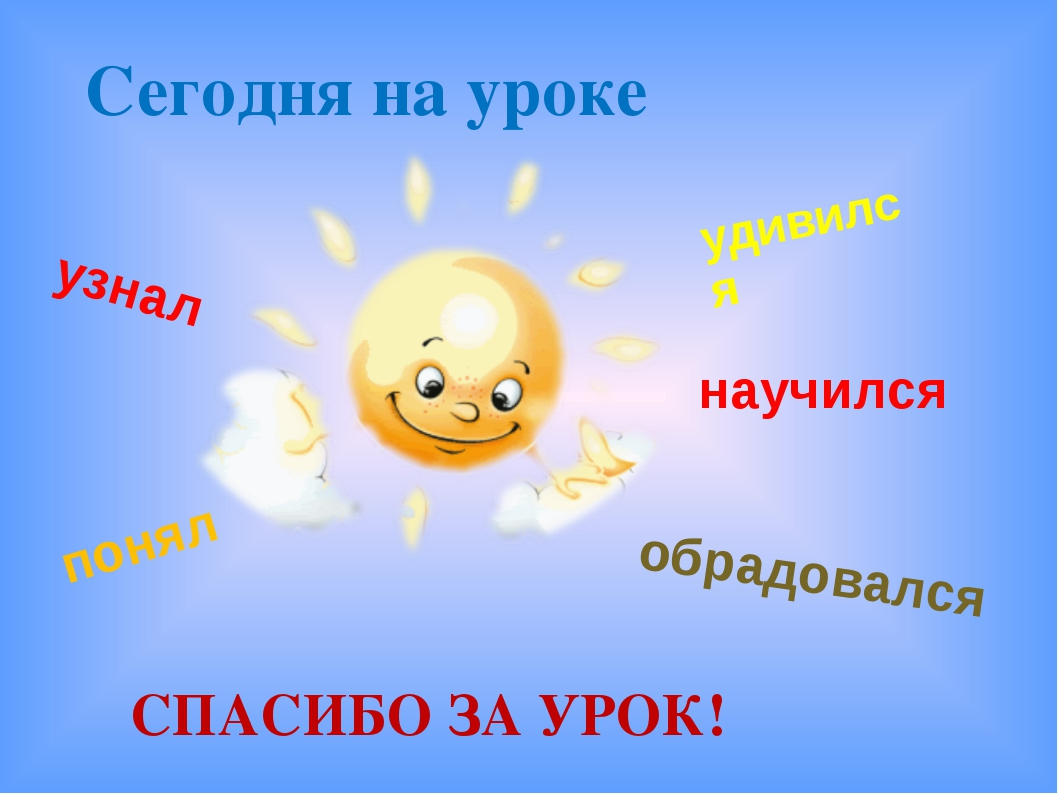 Сегодня на уроке
удивилс
я
узнал
научился
понял
обрадовался
СПАСИБО ЗА УРОК!